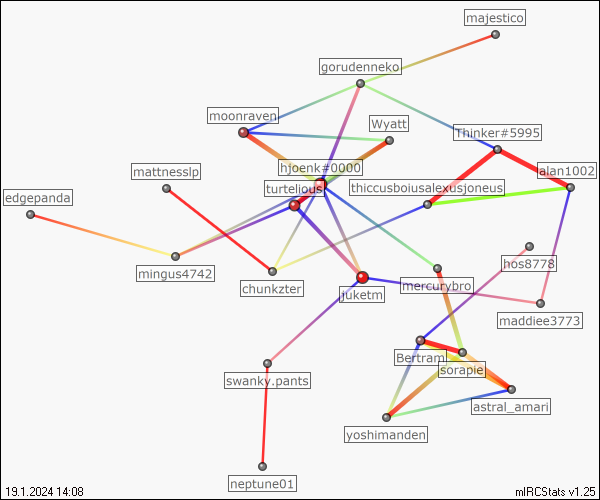 majestico
gorudenneko
moonraven
Wyatt
Thinker#5995
hjoenk#0000
mattnesslp
alan1002
turtelious
thiccusboiusalexusjoneus
edgepanda
hos8778
mingus4742
chunkzter
mercurybro
juketm
maddiee3773
Bertram
sorapie
swanky.pants
astral_amari
yoshimanden
neptune01
19.1.2024 14:08
mIRCStats v1.25